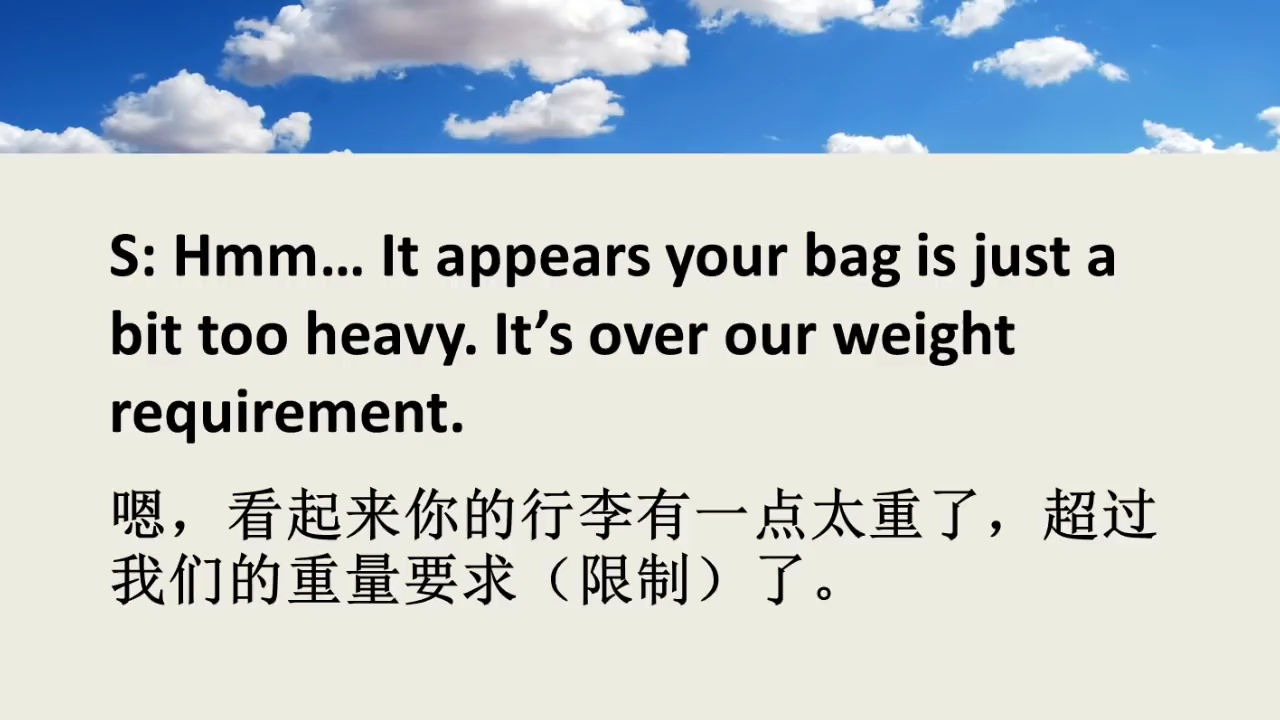 S: Hmm… It appears your bag is just a
bit too heavy. It’s over our weight
requirement.
嗯，看起来你的行李有一点太重了，超过
我们的重量要求（限制）了。